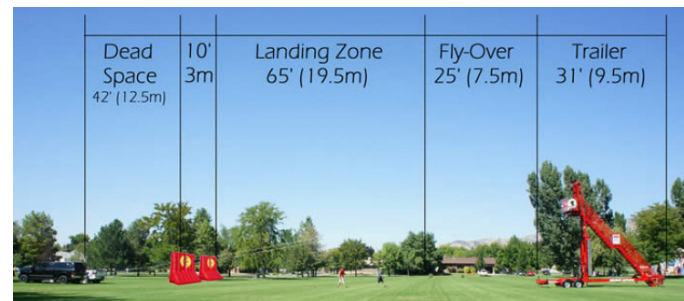 Dead
Space
42' (12.5m)
10'
3m
Landing Zone
65' (19.5m)
Fly-Over
25' (7.5m)
Trailer
31' (9.5m)